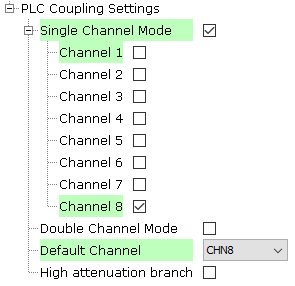 PLC Coupling Settings
Single Channel Mode
Channel 1
Channel 2
Channel 3
Channel 4
Channel 5
Channel 6
Channel 7
Channel 8
Double Channel Mode
Default Channel CHN8
High attenuation branch